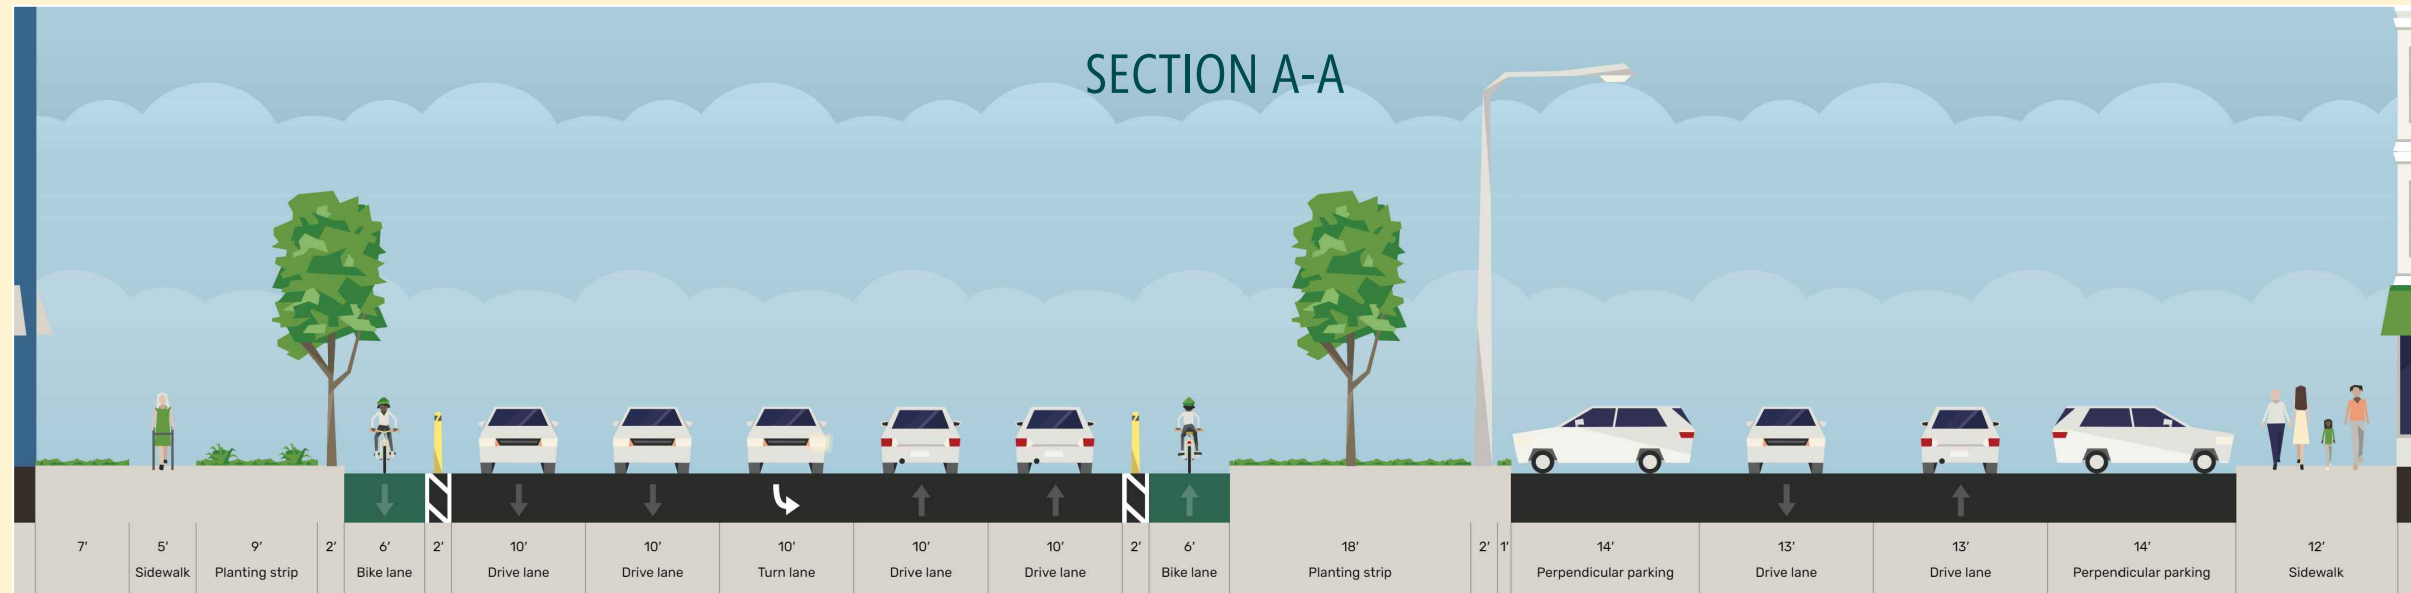 SECTION A-A
7' 5' 9' 2' 6' 2' 10' 10' 10' 10' 10' 2' 6' 18' 2' 1' 14' 13' 13' 14' 12'
Sidewalk Planting strip Bike lane Drive lane Drive lane Turn lane Drive lane Drive lane Bike lane Planting strip Perpendicular parking Drive lane Drive lane Perpendicular parking Sidewalk